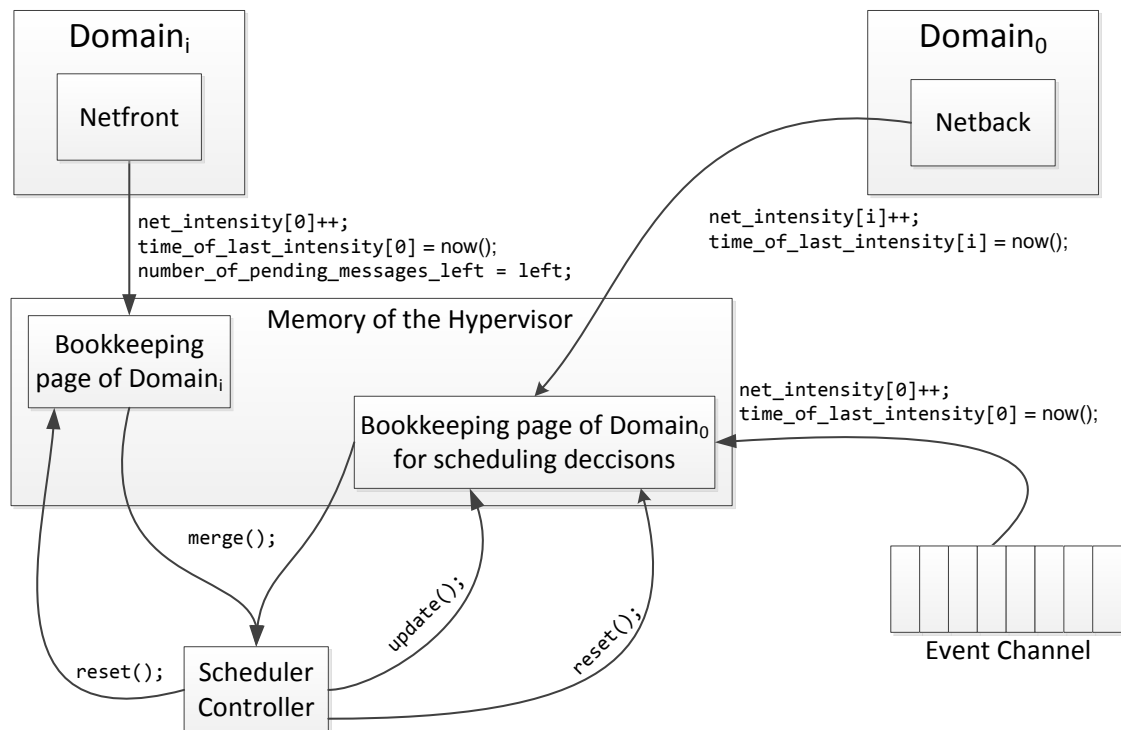 Domainᵢ
Netfront
Domain₀
Netback
net_intensity[0]++;
time_of_last_intensity[0] = now();
number_of_pending_messages_left = left;
net_intensity[i]++;
time_of_last_intensity[i] = now();
Memory of the Hypervisor
Bookkeeping
page of Domainᵢ
Bookkeeping page of Domain₀
for scheduling deccisons
net_intensity[0]++;
time_of_last_intensity[0] = now();
merge();
update();
reset();
reset();
Scheduler
Controller
Event Channel